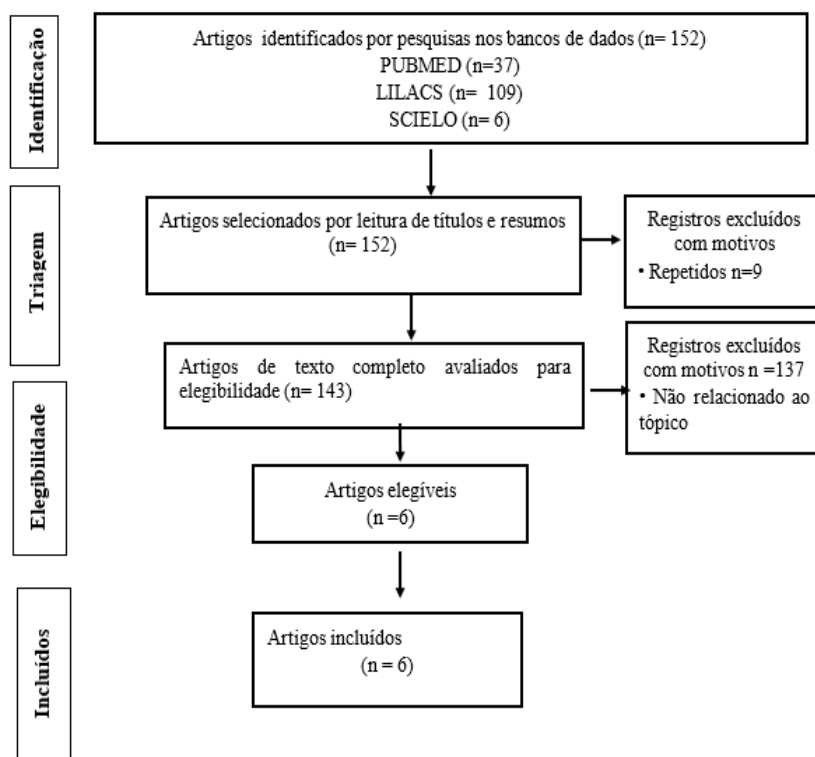 Identificação
Artigos identificados por pesquisas nos bancos de dados (n= 152)
PUBMED (n=37)
LILACS (n= 109)
SCIELO (n= 6)
Triagem
Artigos selecionados por leitura de títulos e resumos
(n= 152)
Registros excluídos
com motivos
• Repetidos n=9
Artigos de texto completo avaliados para
elegibilidade (n= 143)
Registros excluídos
com motivos n =137
• Não relacionado ao
tópico
Elegibilidade
Artigos elegíveis
(n =6)
Incluídos
Artigos incluídos
(n = 6)